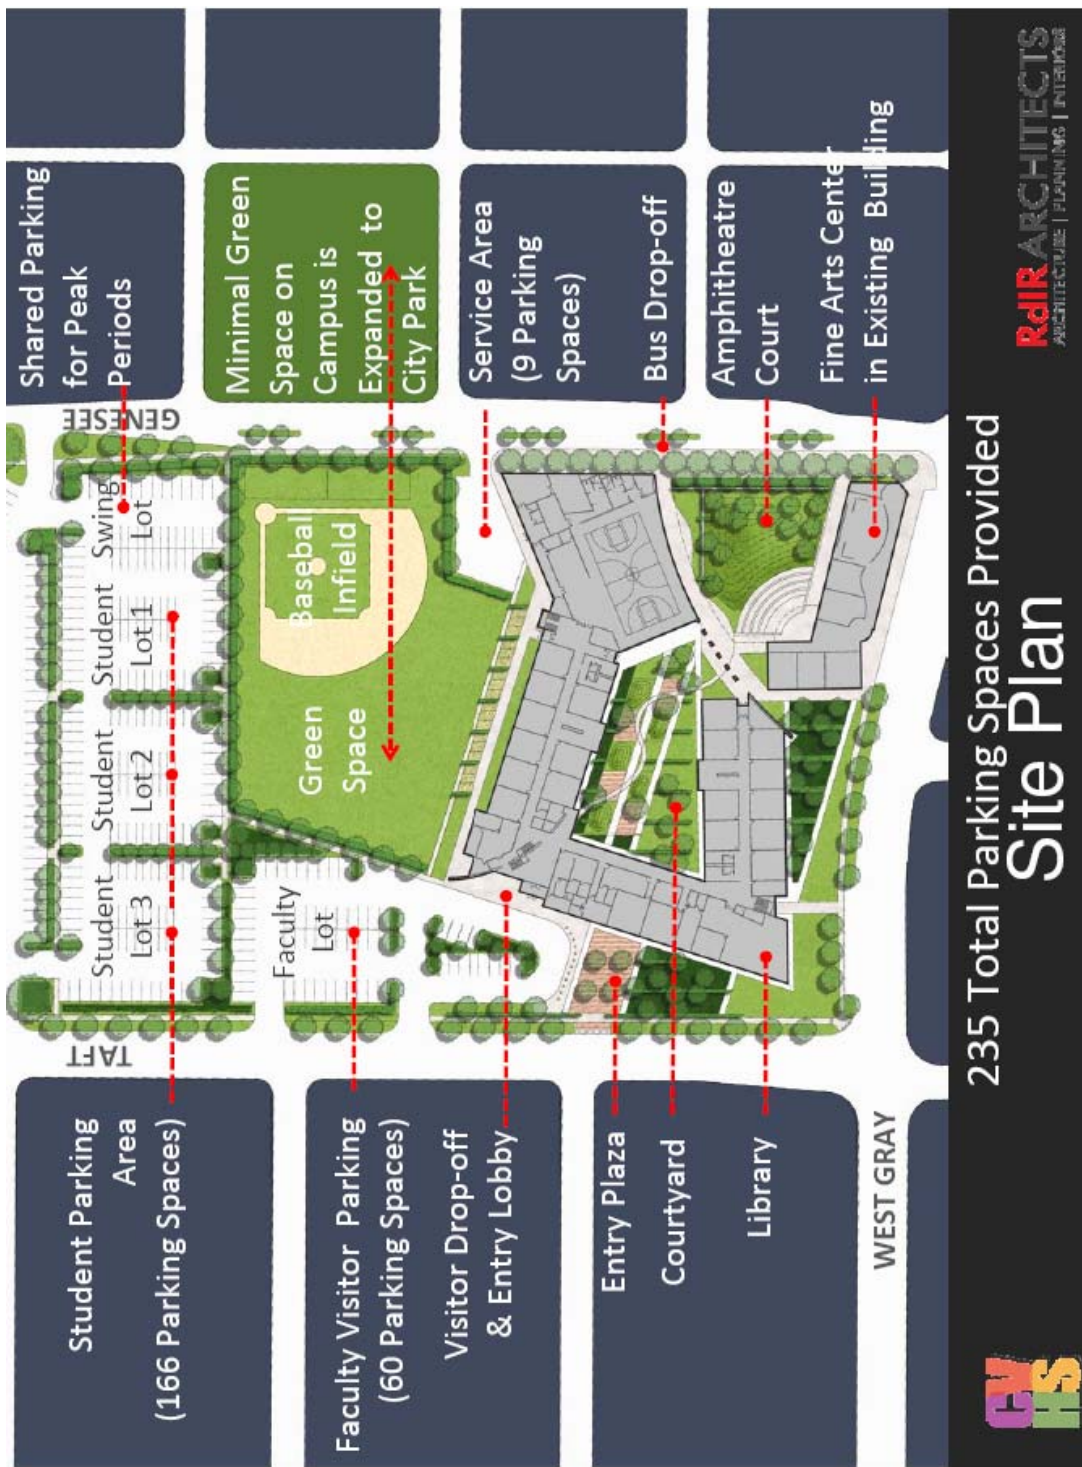 Student Parking
Area
(166 Parking Spaces)
Faculty Visitor Parking
(60 Parking Spaces)
Visitor Drop-off
& Entry Lobby
Entry Plaza
Courtyard
Library
WEST GRAY
TAFT
Student
Lot 3
Student
Lot 2
Student
Lot 1
Swing
Lot
Faculty
Lot
Green
Space
Baseball
Infield
GENESEE
Shared Parking
for Peak
Periods
Minimal Green
Space on
Campus is
Expanded to
City Park
Service Area
(9 Parking
Spaces)
Bus Drop-off
Amphitheatre
Court
Fine Arts Center
in Existing Building
235 Total Parking Spaces Provided
Site Plan
CV
HS
RdlR ARCHITECTS
ARCHITECTURE | PLANNING | INTERIORS